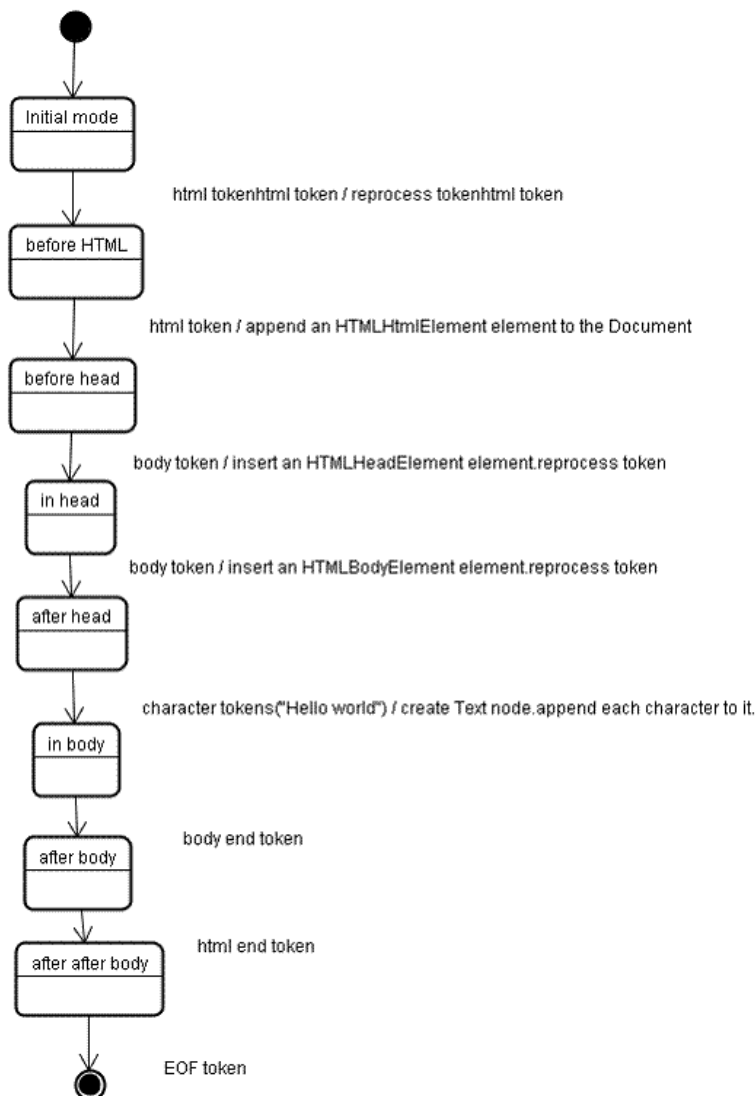 Initial mode
html tokenhtml token / reprocess tokenhtml token
before HTML
html token / append an HTMLHtmlElement element to the Document
before head
body token / insert an HTMLHeadElement element.reprocess token
in head
body token / insert an HTMLBodyElement element.reprocess token
after head
character tokens("Hello world") / create Text node.append each character to it.
in body
body end token
after body
html end token
after after body
EOF token